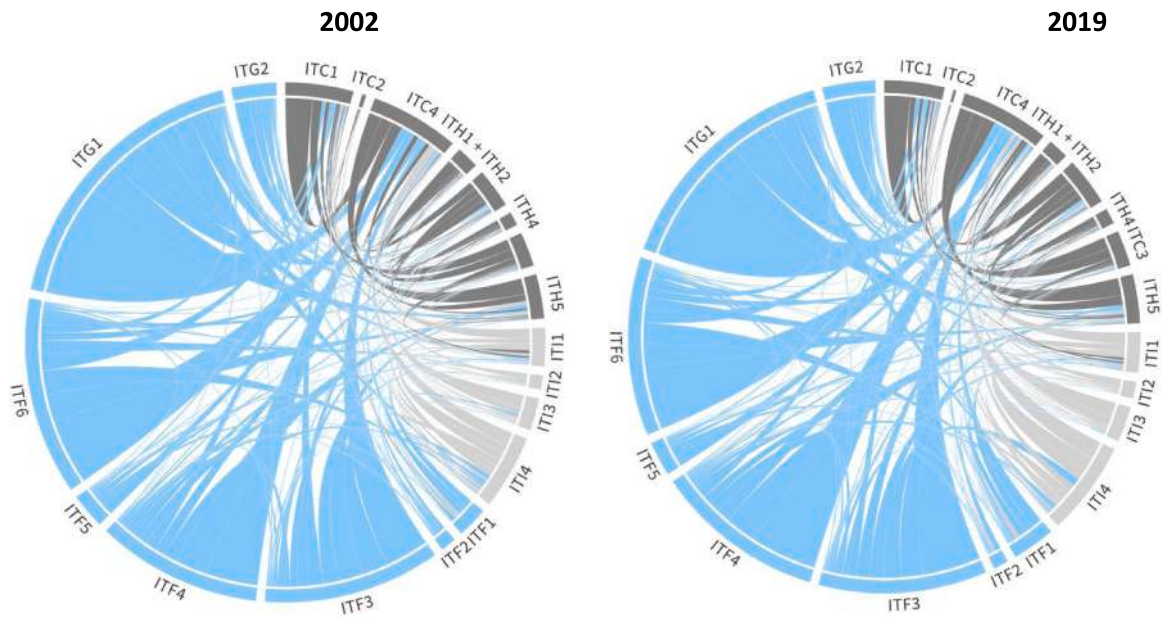 2002
ITG2
ITC1
ITC2
ITC4
ITH1 + ITH2
ITH4
ITH5
ITI1
ITI2
ITI3
ITI4
ITF1
ITF2
ITF3
ITF4
ITF5
ITF6
ITG1
2019
ITG2
ITC1
ITC2
ITC4
ITH1 + ITH2
ITH4
ITC3
ITH5
ITI1
ITI2
ITI3
ITI4
ITF1
ITF2
ITF3
ITF4
ITF5
ITF6
ITG1